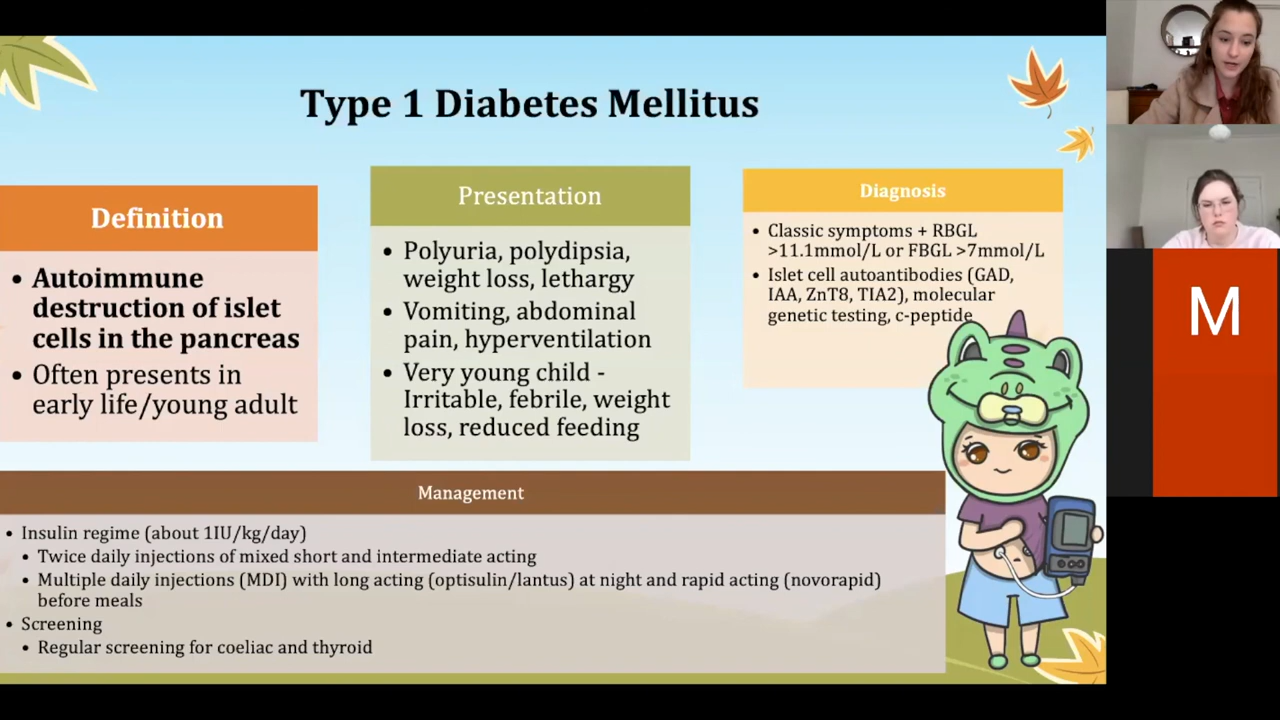 Type 1 Diabetes Mellitus
Definition
• Autoimmune
destruction of islet
cells in the pancreas
• Often presents in
early life/young adult
Presentation
• Polyuria, polydipsia,
weight loss, lethargy
• Vomiting, abdominal
pain, hyperventilation
• Very young child -
Irritable, febrile, weight
loss, reduced feeding
Diagnosis
• Classic symptoms + RBGL
>11.1mmol/L or FBGL >7mmol/L
• Islet cell autoantibodies (GAD,
IAA, ZnT8, TIA2), molecular
genetic testing, c-peptide
Management
• Insulin regime (about 1IU/kg/day)
• Twice daily injections of mixed short and intermediate acting
• Multiple daily injections (MDI) with long acting (optisulin/lantus) at night and rapid acting (novorapid)
before meals
• Screening
• Regular screening for coeliac and thyroid
M